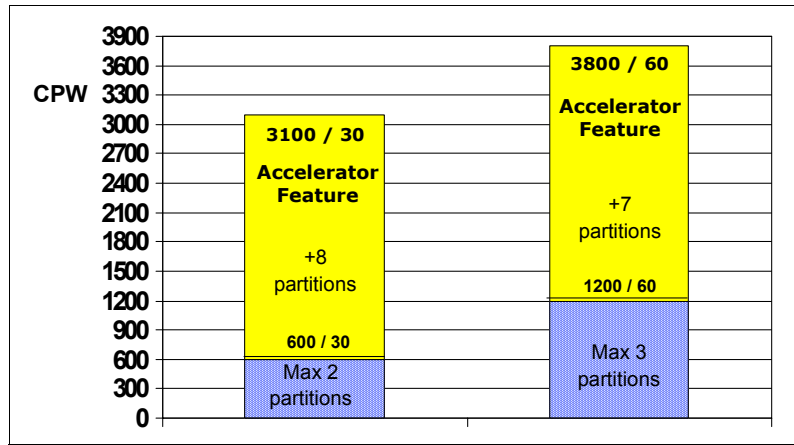 3900
3600
CPW 3300
3000
2700
2400
2100
1800
1500
1200
900
600
300
0
3100 / 30
Accelerator
Feature
+8
partitions
600 / 30
Max 2
partitions
3800 / 60
Accelerator
Feature
+7
partitions
1200 / 60
Max 3
partitions